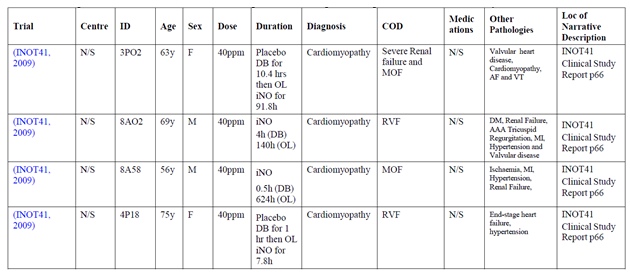 Trial Centre ID Age Sex Dose Duration Diagnosis COD Medic ations Other Pathologies Loc of Narrative Description
(INOT41, 2009) N/S 3PO2 63y F 40ppm Placebo DB for 10.4 hrs then OL iNO for 91.8h Cardiomyopathy Severe Renal failure and MOF N/S Valvular heart disease, Cardiomyopathy, AF and VT INOT41 Clinical Study Report p66
(INOT41, 2009) N/S 8AO2 69y M 40ppm iNO 4h (DB) 140h (OL) Cardiomyopathy RVF N/S DM, Renal Failure, AAA Tricuspid Regurgitation, MI, Hypertension and Valvular disease INOT41 Clinical Study Report p66
(INOT41, 2009) N/S 8A58 56y M 40ppm iNO 0.5h (DB) 624h (OL) Cardiomyopathy MOF N/S Ischaemia, MI, Hypertension, Renal Failure, INOT41 Clinical Study Report p66
(INOT41, 2009) N/S 4P18 75y F 40ppm Placebo DB for 1 hr then OL iNO for 7.8h Cardiomyopathy RVF N/S End-stage heart failure, hypertension INOT41 Clinical Study Report p66